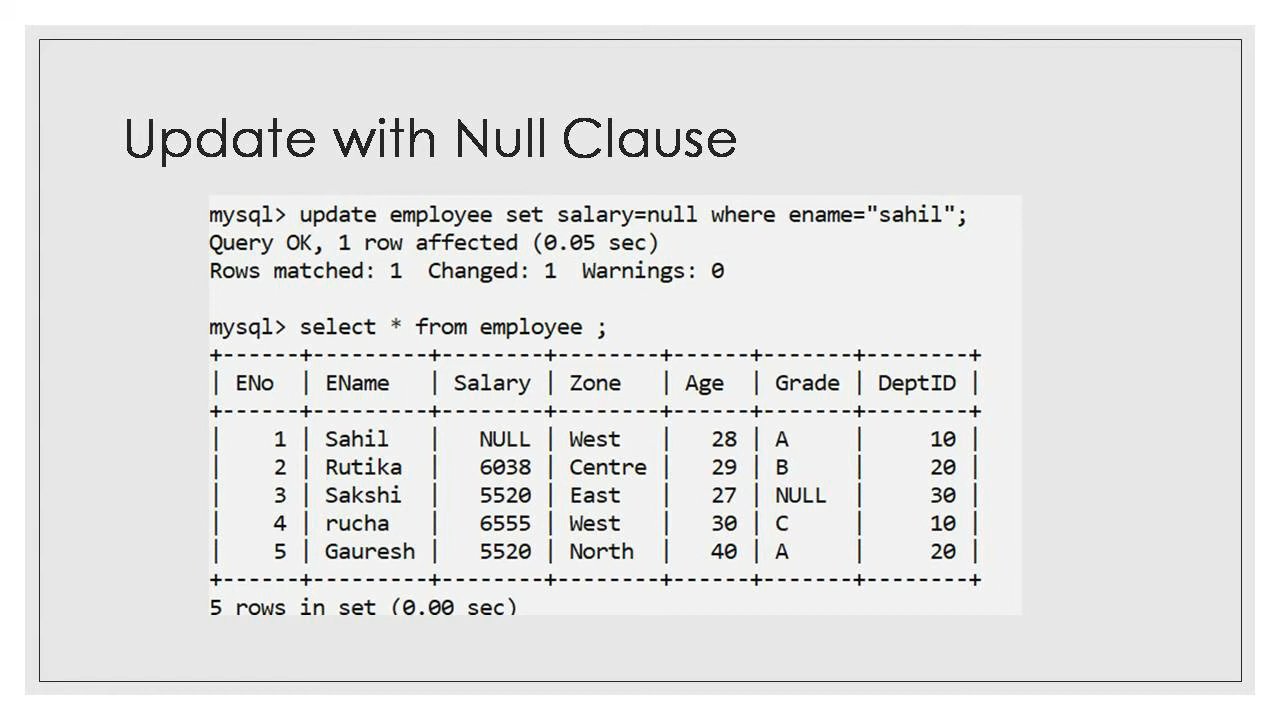 Update with Null Clause
mysql> update employee set salary=null where ename="sahil";
Query OK, 1 row affected (0.05 sec)
Rows matched: 1  Changed: 1  Warnings: 0
mysql> select * from employee ;
+------+---------+--------+--------+------+-------+--------+
| ENo  | EName   | Salary | Zone   | Age  | Grade | DeptID |
+------+---------+--------+--------+------+-------+--------+
|    1 | Sahil   |   NULL | West   |   28 | A     |     10 |
|    2 | Rutika  |   6038 | Centre |   29 | B     |     20 |
|    3 | Sakshi  |   5520 | East   |   27 | NULL  |     30 |
|    4 | rucha   |   6555 | West   |   30 | C     |     10 |
|    5 | Gauresh |   5520 | North  |   40 | A     |     20 |
+------+---------+--------+--------+------+-------+--------+
5 rows in set (0.00 sec)